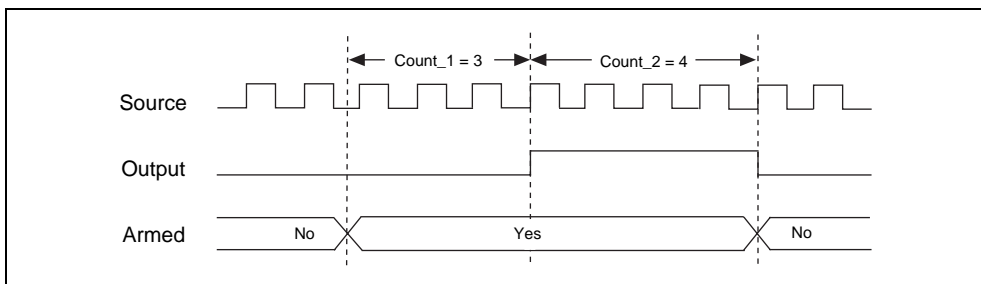 Count_1 = 3 Count_2 = 4
Source
Output
Armed No Yes No